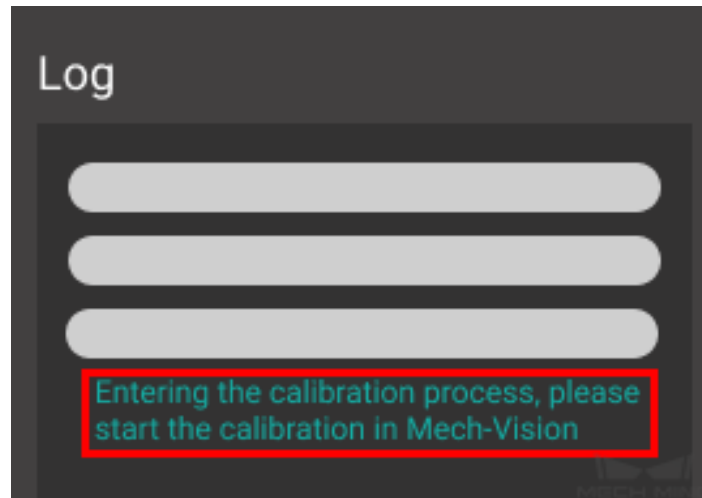 Log
Entering the calibration process, please
start the calibration in Mech-Vision